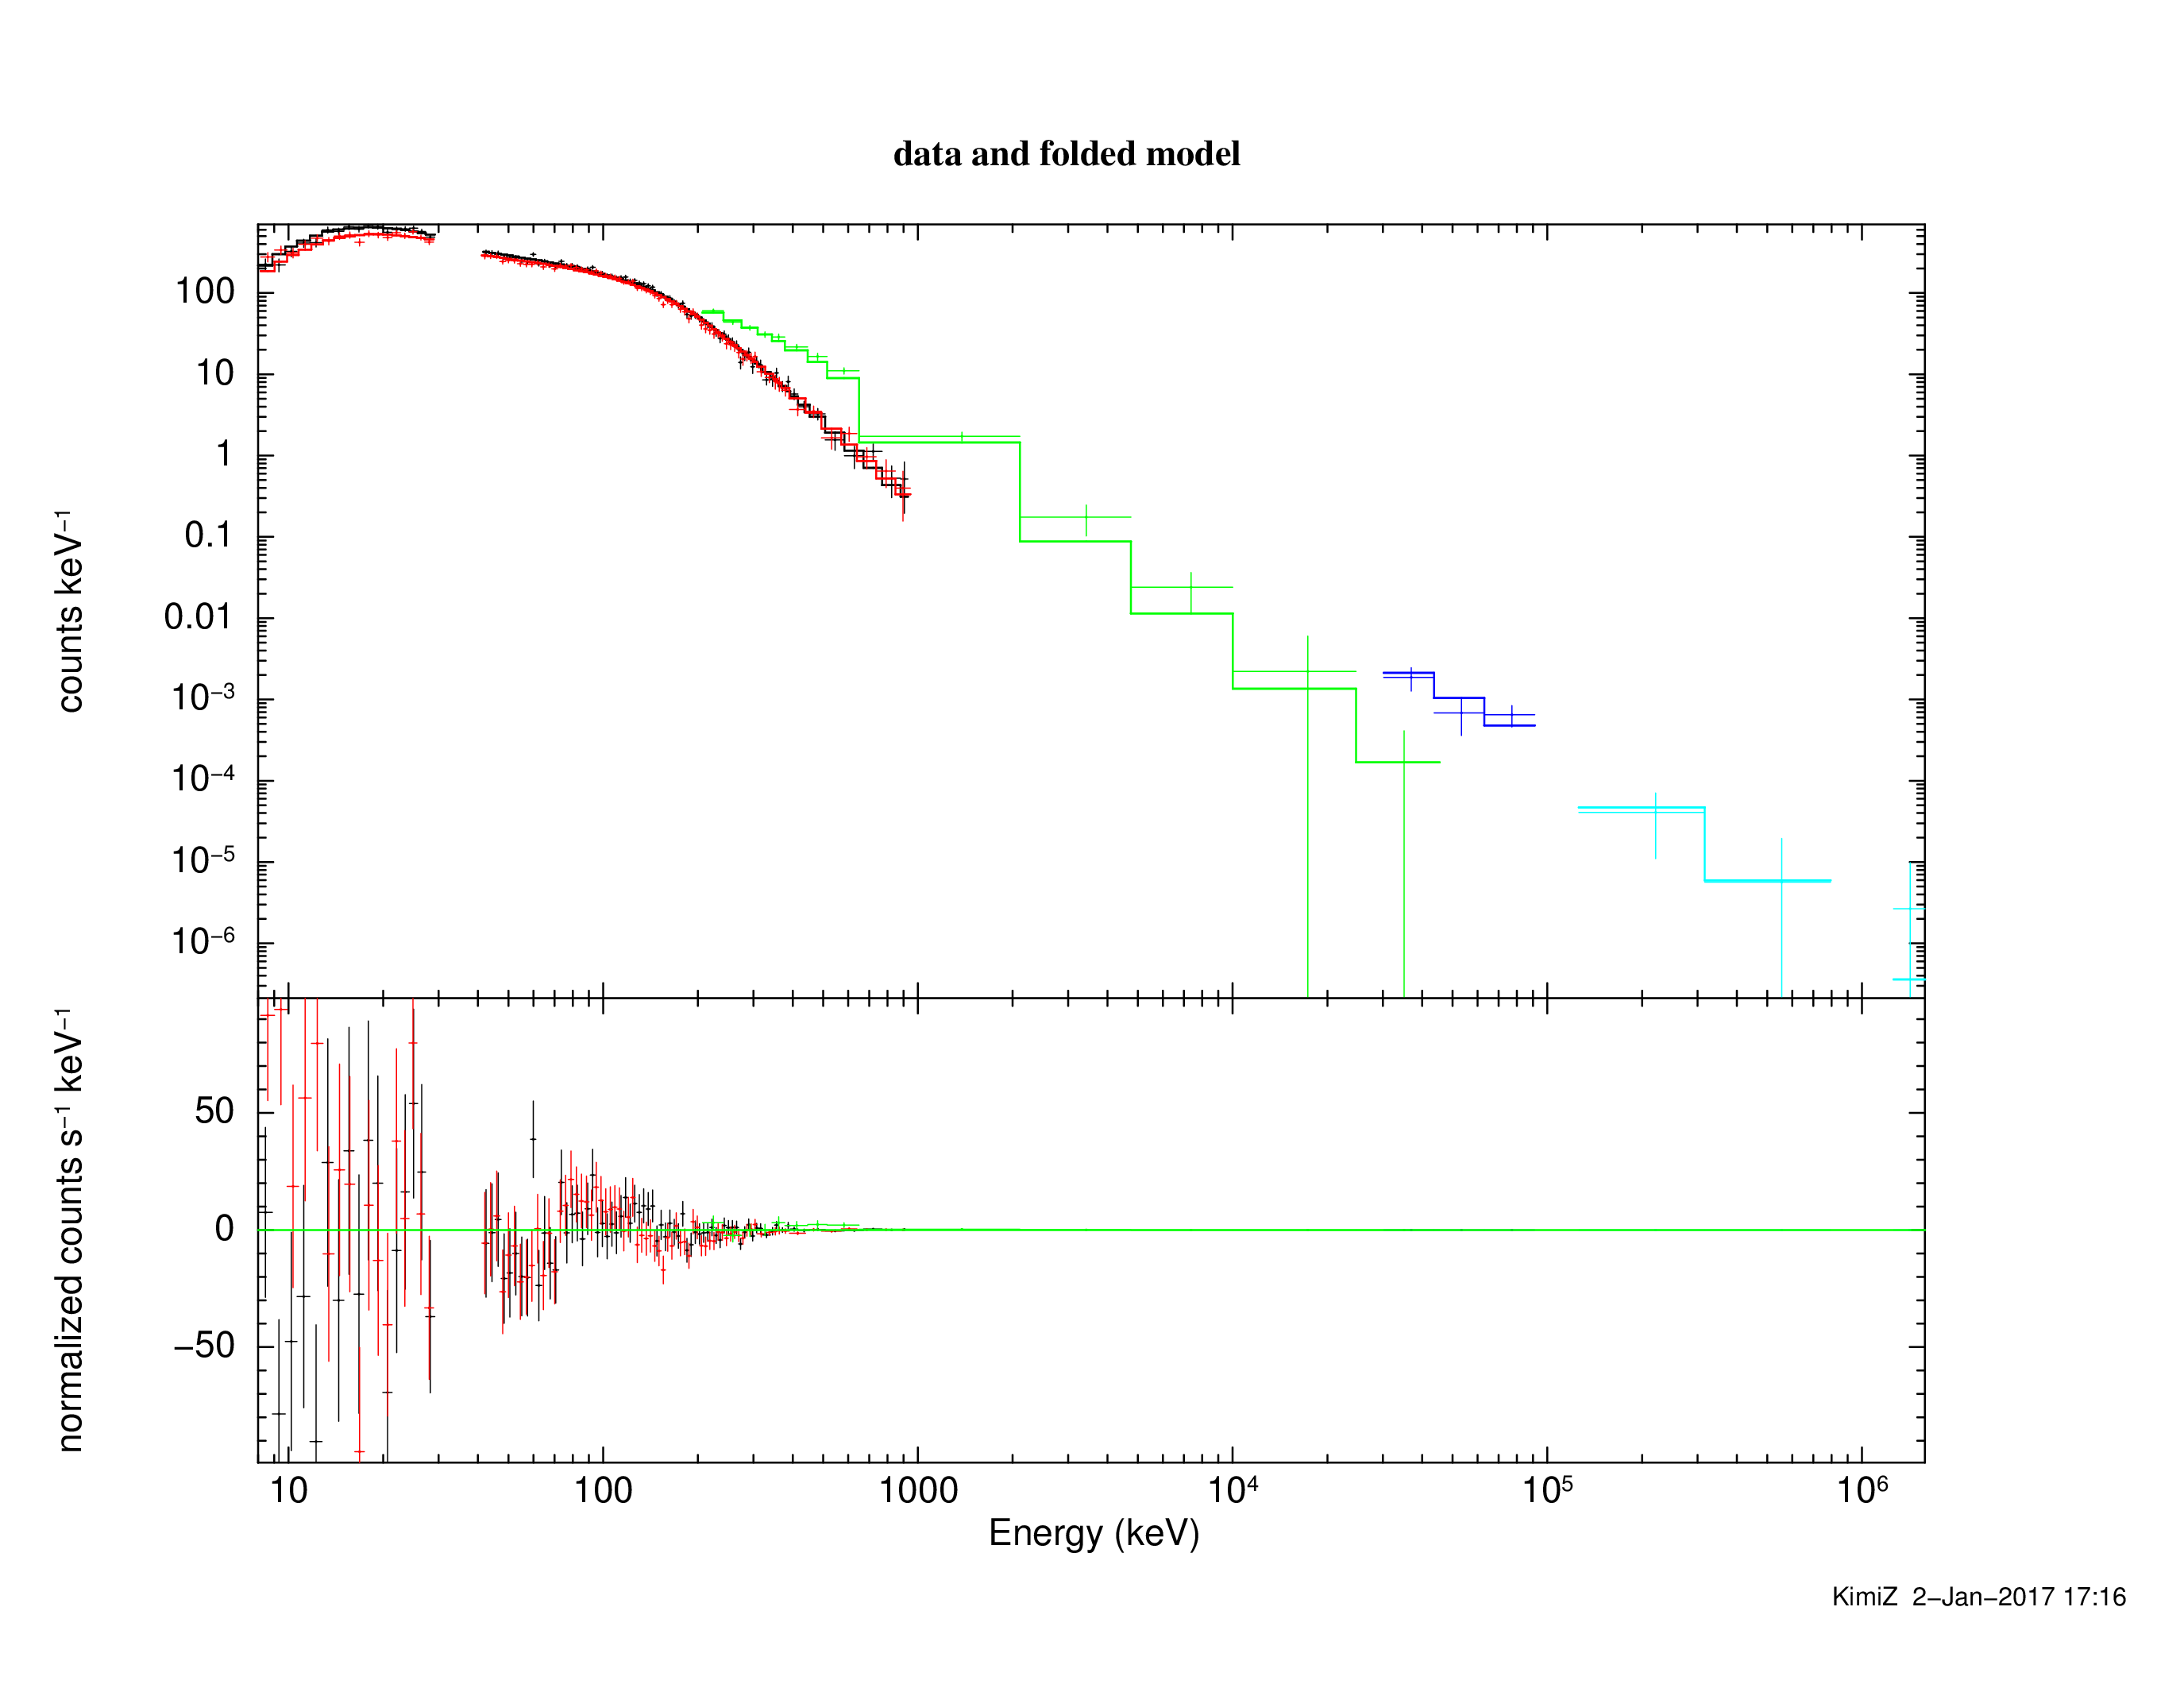 data and folded model
counts keV−1
100
10
1
0.1
0.01
10−3
10−4
10−5
10−6
normalized counts s−1 keV−1
50
0
−50
10 100 1000 104 105 106
Energy (keV)
KimiZ 2−Jan−2017 17:16